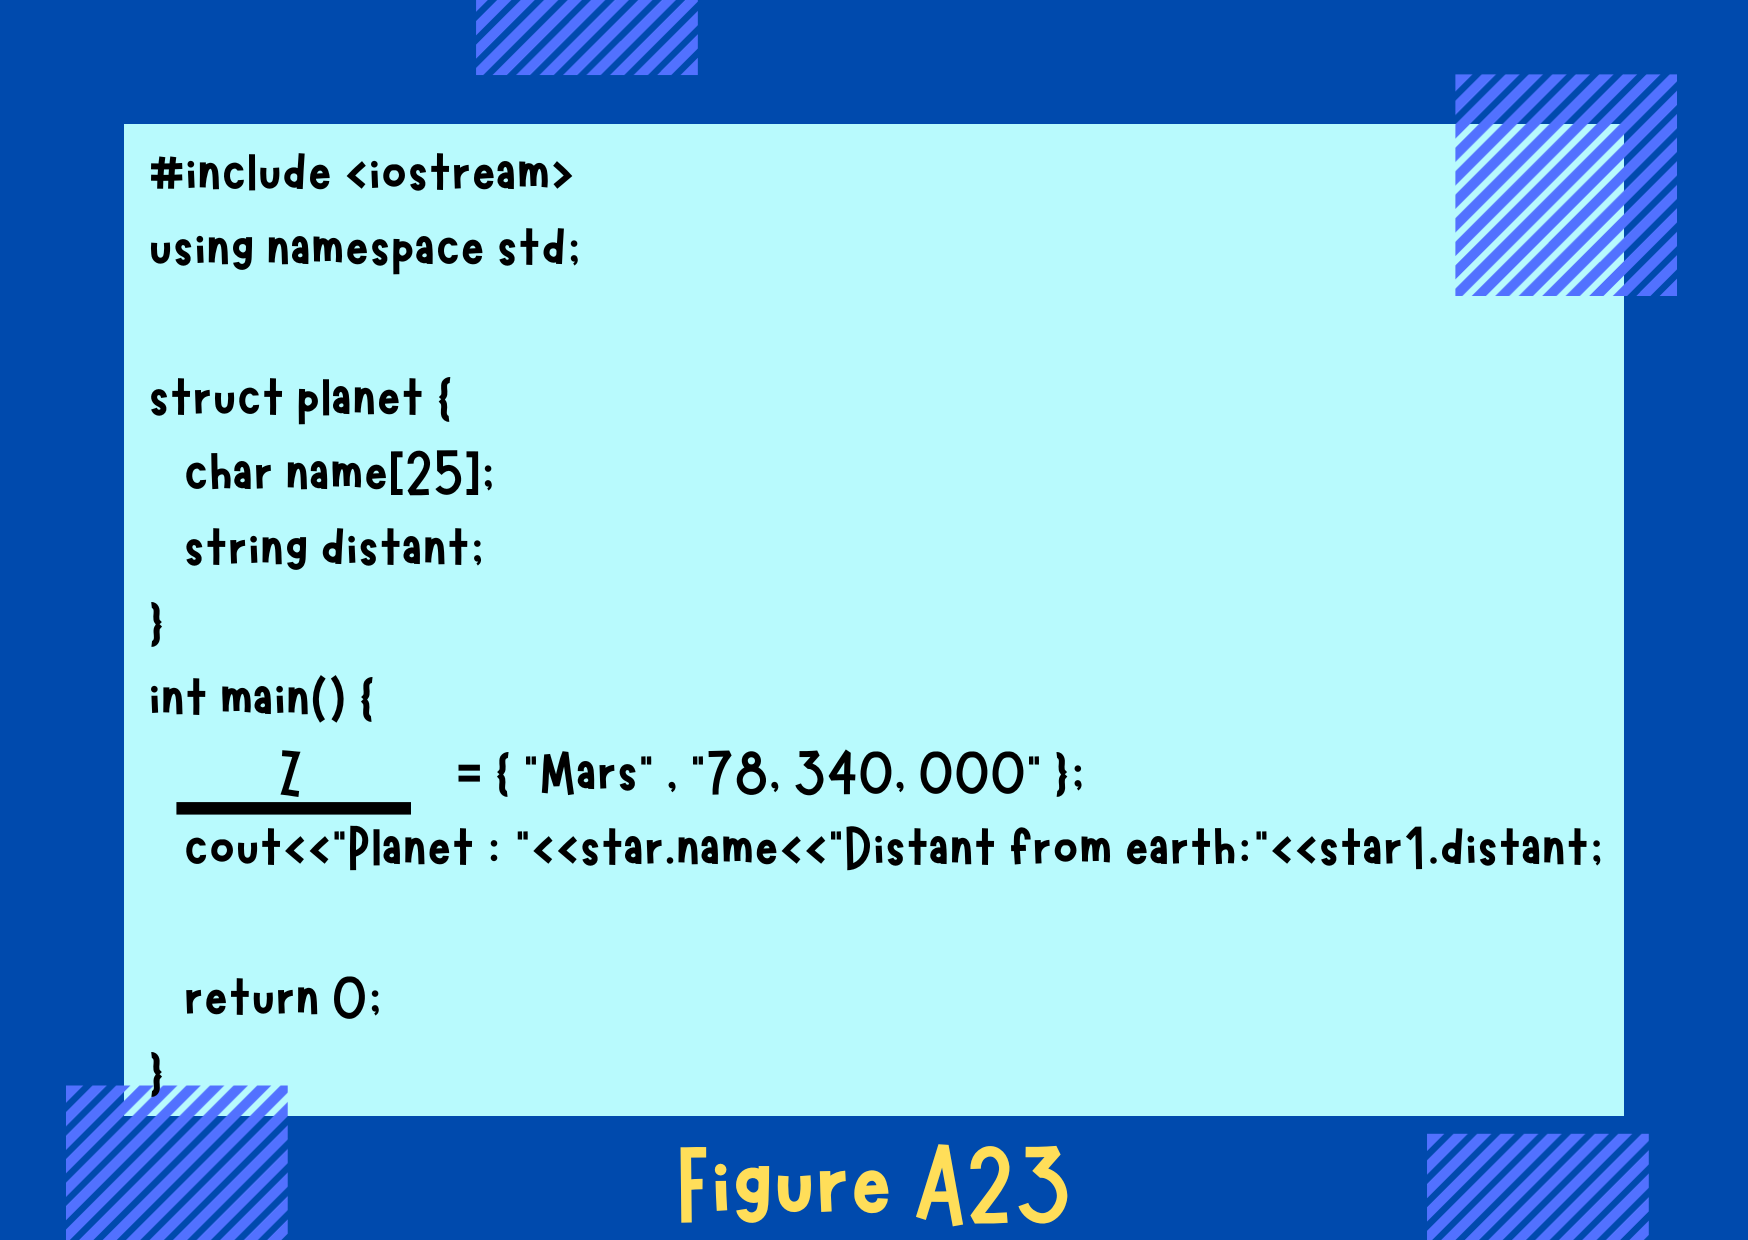 #include <iostream>
using namespace std;
struct planet {
char name[25];
string distant;
}
int main() {
Z = { "Mars" , "78, 340, 000" };
cout<<"Planet : "<<star.name<<"Distant from earth:"<<star1.distant;
return 0;
}
Figure A23